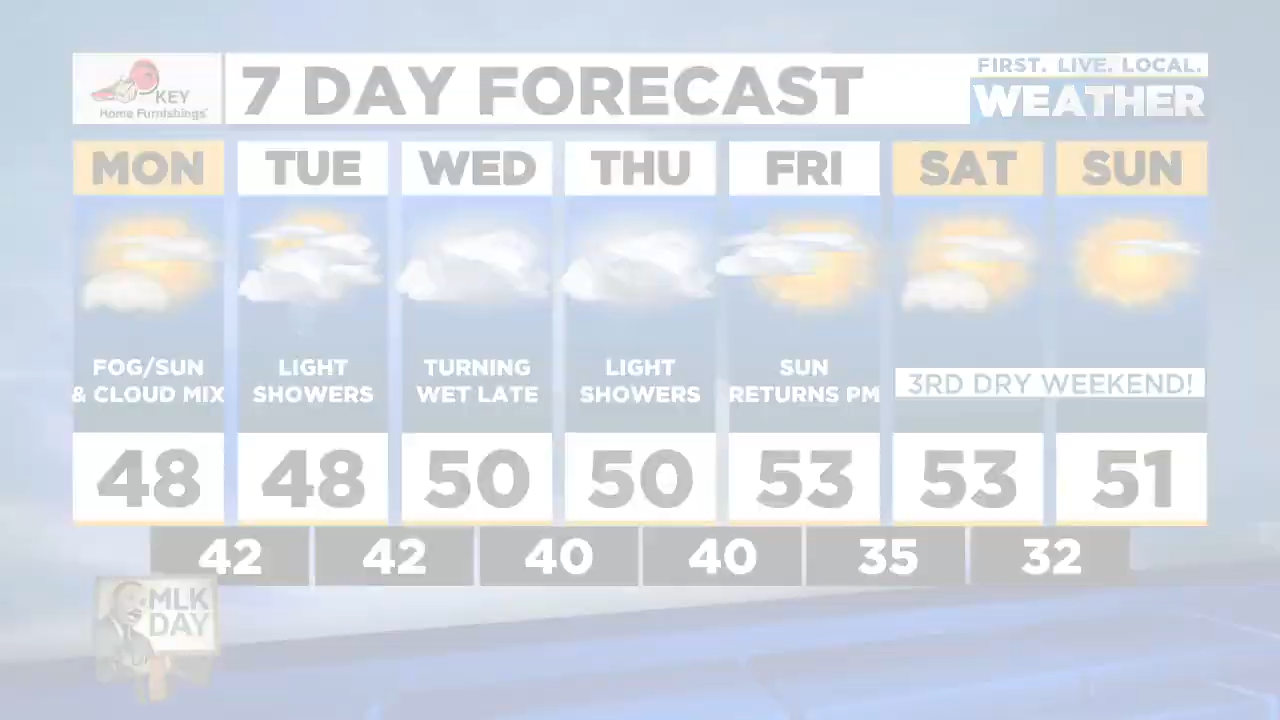 KEY
Home Furnishings
7 DAY FORECAST
FIRST. LIVE. LOCAL.
WEATHER
MON TUE WED THU FRI SAT SUN
FOG/SUN
& CLOUD MIX
LIGHT
SHOWERS
TURNING
WET LATE
LIGHT
SHOWERS
SUN
RETURNS PM
3RD DRY WEEKEND!
48 48 50 50 53 53 51
42 42 40 40 35 32
MLK
DAY